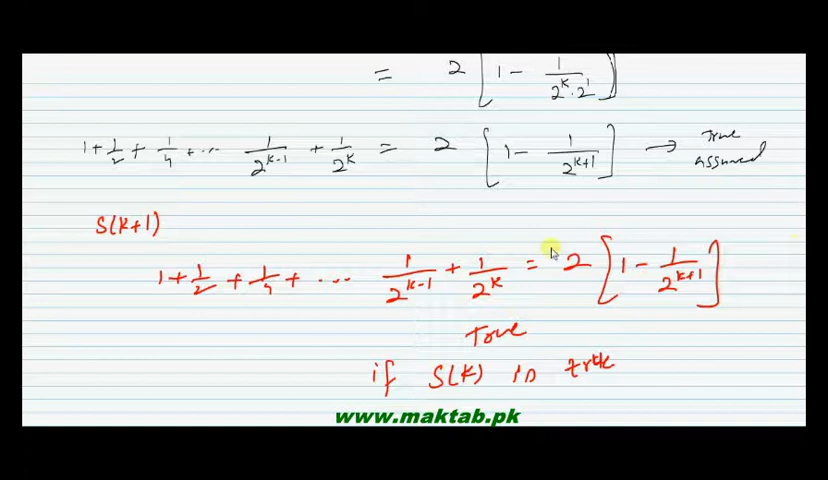 = 2 [1 - 1/(2^k · 2^1)]
1 + 1/2 + 1/4 + ... 1/2^(k-1) + 1/2^k = 2 [1 - 1/2^(k+1)] → True assumed
S(k+1)
1 + 1/2 + 1/4 + ... 1/2^(k-1) + 1/2^k = 2 [1 - 1/2^(k+1)]
True
if S(k) is true
www.maktab.pk